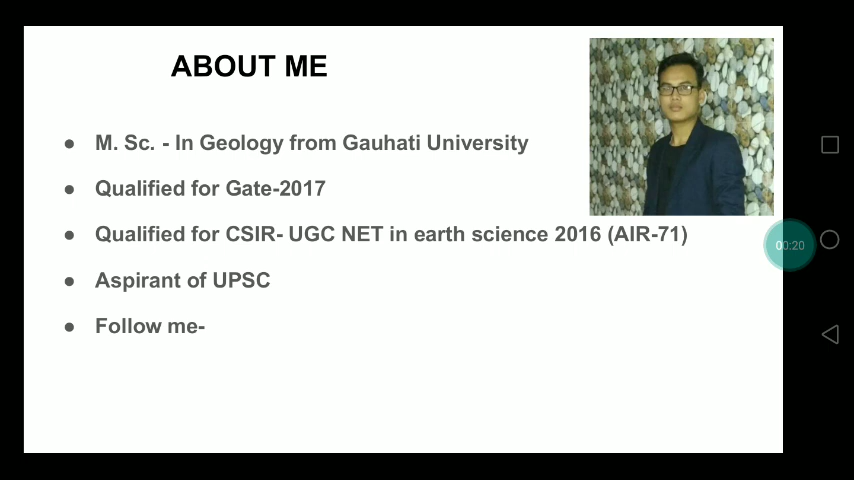 ABOUT ME
● M. Sc. - In Geology from Gauhati University
● Qualified for Gate-2017
● Qualified for CSIR- UGC NET in earth science 2016 (AIR-71)
00:20
● Aspirant of UPSC
● Follow me-